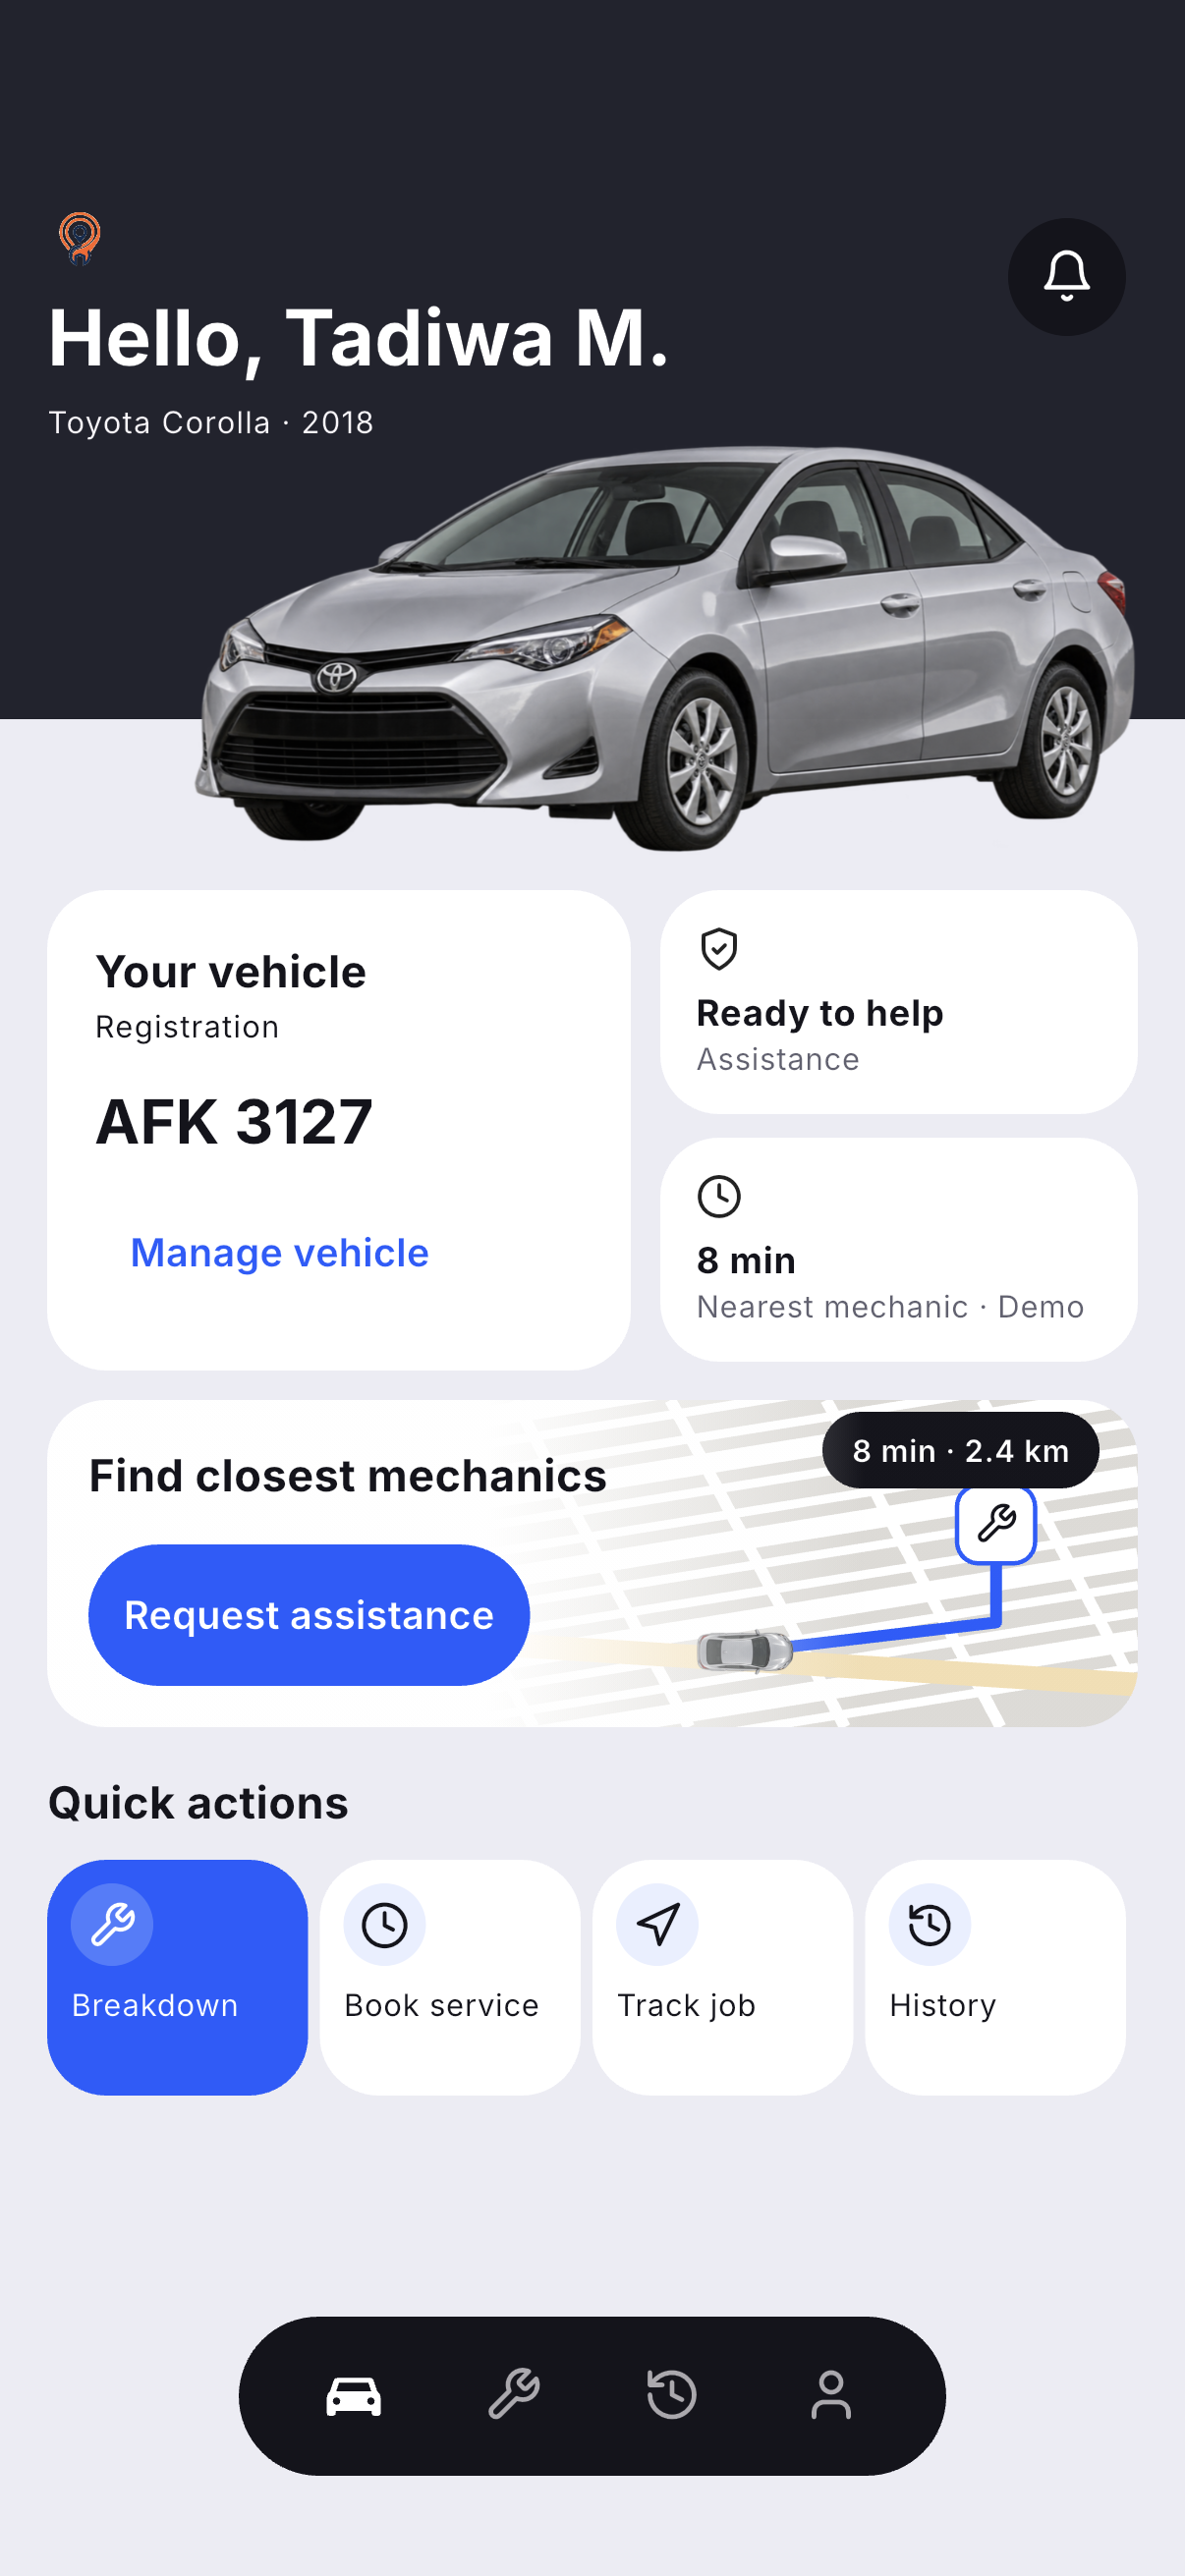 Hello, Tadiwa M.
Toyota Corolla · 2018
Your vehicle
Registration
AFK 3127
Manage vehicle
Ready to help
Assistance
8 min
Nearest mechanic · Demo
Find closest mechanics
8 min · 2.4 km
Request assistance
Quick actions
Breakdown
Book service
Track job
History